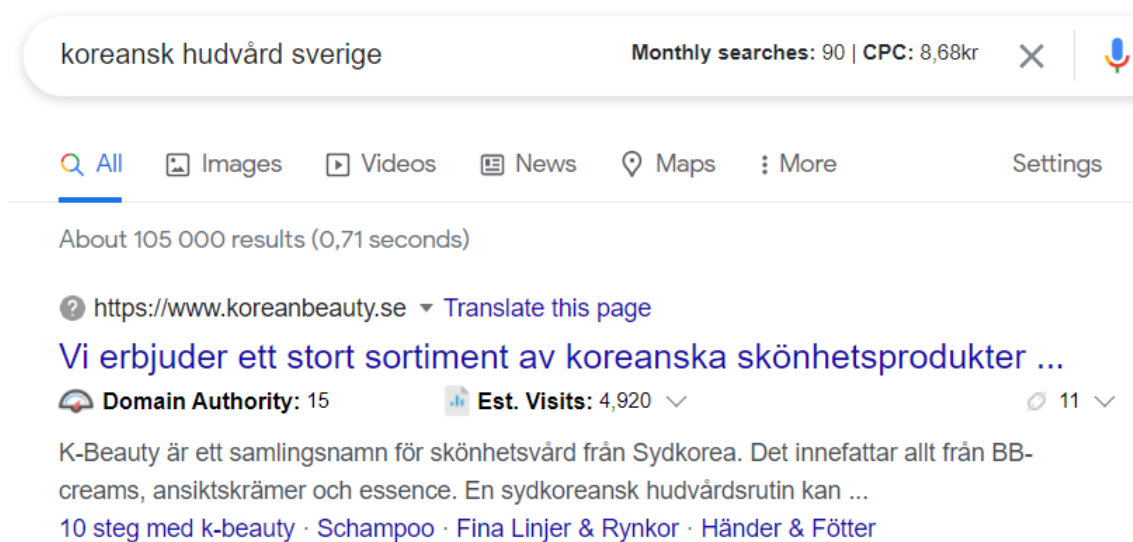 koreansk hudvård sverige Monthly searches: 90 | CPC: 8,68kr
All Images Videos News Maps More Settings
About 105 000 results (0,71 seconds)
https://www.koreanbeauty.se Translate this page
Vi erbjuder ett stort sortiment av koreanska skönhetsprodukter ...
Domain Authority: 15 Est. Visits: 4,920 11
K-Beauty är ett samlingsnamn för skönhetsvård från Sydkorea. Det innefattar allt från BB-
creams, ansiktskrämer och essence. En sydkoreansk hudvårdsrutin kan ...
10 steg med k-beauty · Schampoo · Fina Linjer & Rynkor · Händer & Fötter